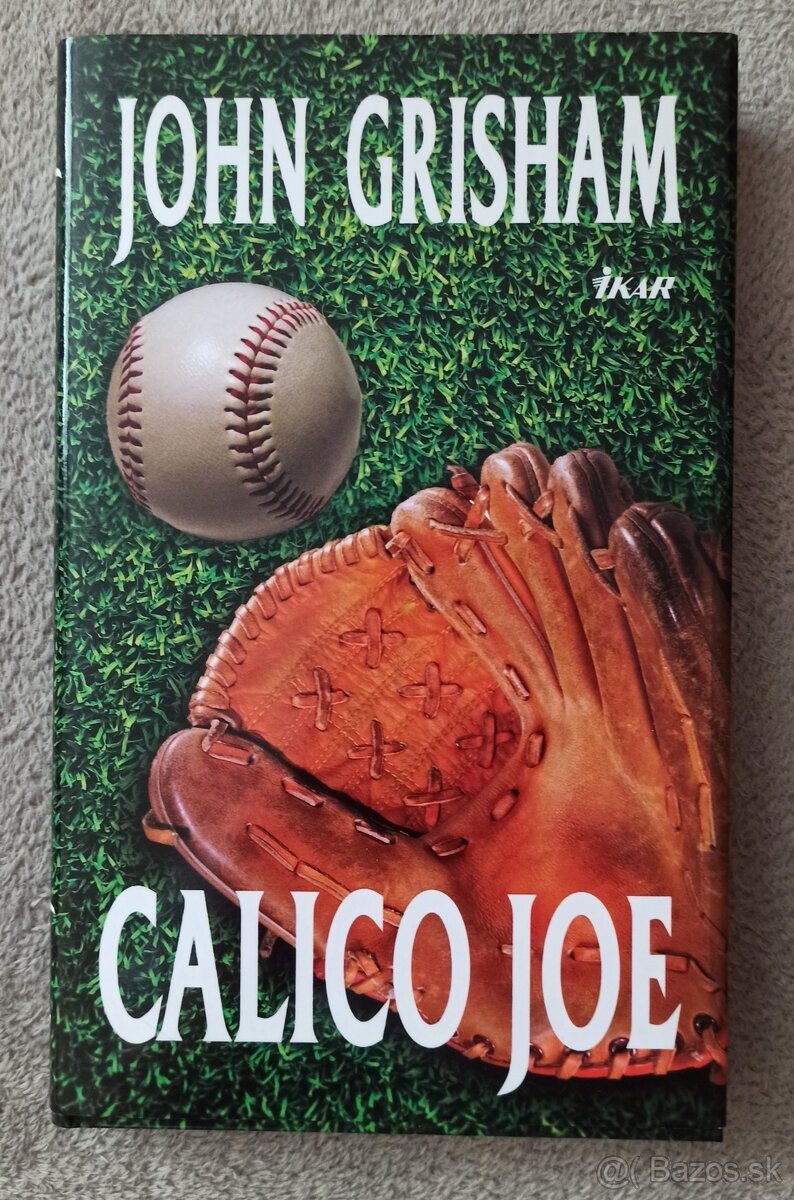 JOHN GRISHAM
IKAR
CALICO JOE
@( Bazos.sk